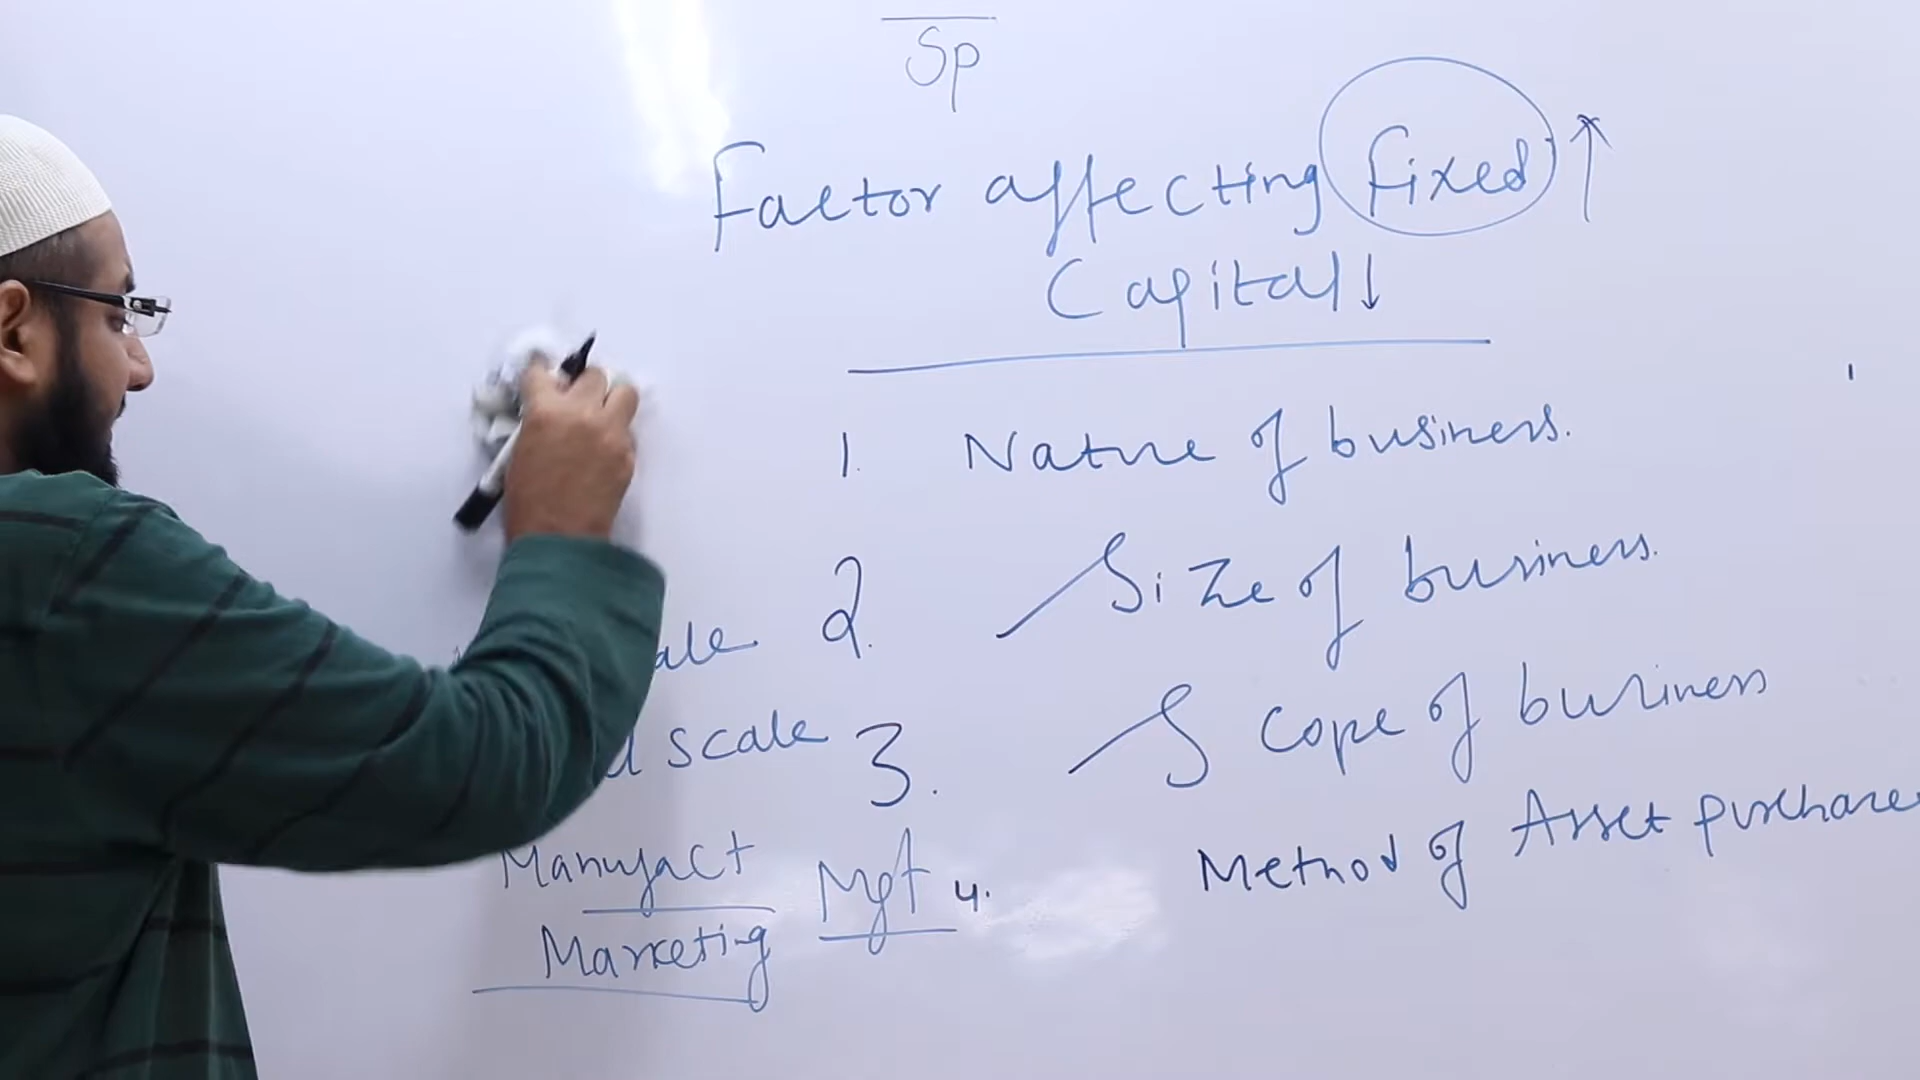 Sp
Factor affecting Fixed ↑
Capital ↓
1. Nature of business.
2. Size of business.
scale 3. Scope of business
Manufact Mgt 4. Method of Asset purchase
Marketing